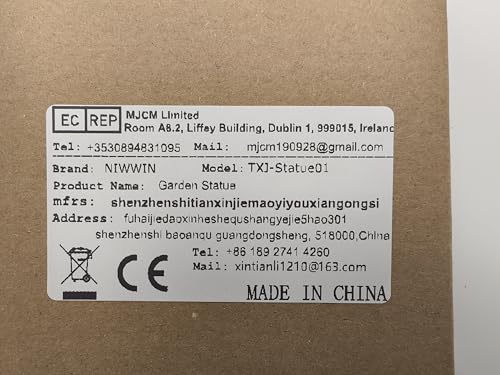 EC REP
MJCM Limited
Room A6.2, Liffey Building, Dublin 1, 999015, Ireland
Tel: +3530894831095 Mail: mjcm190928@gmail.com
Brand: NIWWIN Model: TXJ-Statue01
Product Name: Garden Statue
mfrs: shenzhenshitianxinjiemaoyiyouxiangongsi
Address: fuhaijiedaoxinheshequshangyejie5hao301
shenzhenshi baoanqu guangdongsheng, 518000,China
Tel: +86 189 2741 4260
Mail: xintianli1210@163.com
CE
MADE IN CHINA